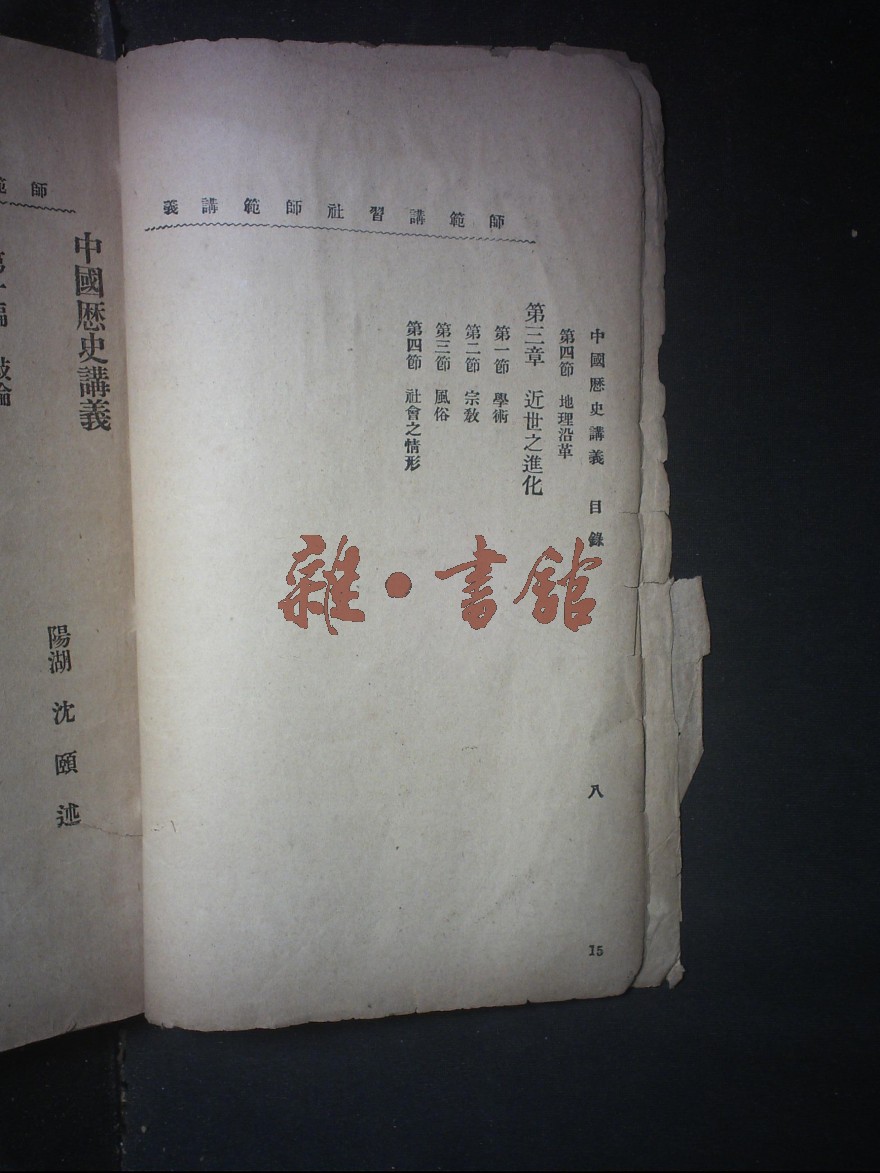 師範講習社師範講義
中國歷史講義 目錄
八
15
第四節 地理沿革
第三章 近世之進化
第一節 學術
第二節 宗教
第三節 風俗
第四節 社會之情形
雜·書館
師
中國歷史講義
陽湖 沈頤 述